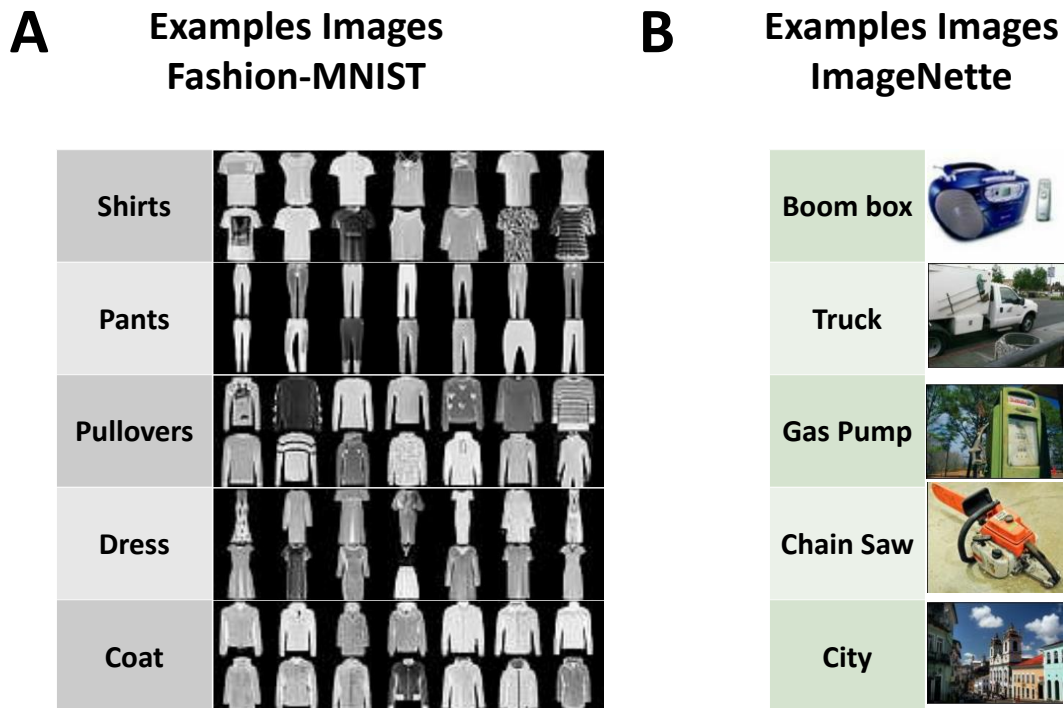 A
Examples Images
Fashion-MNIST
Shirts
Pants
Pullovers
Dress
Coat
B
Examples Images
ImageNette
Boom box
Truck
Gas Pump
Chain Saw
City